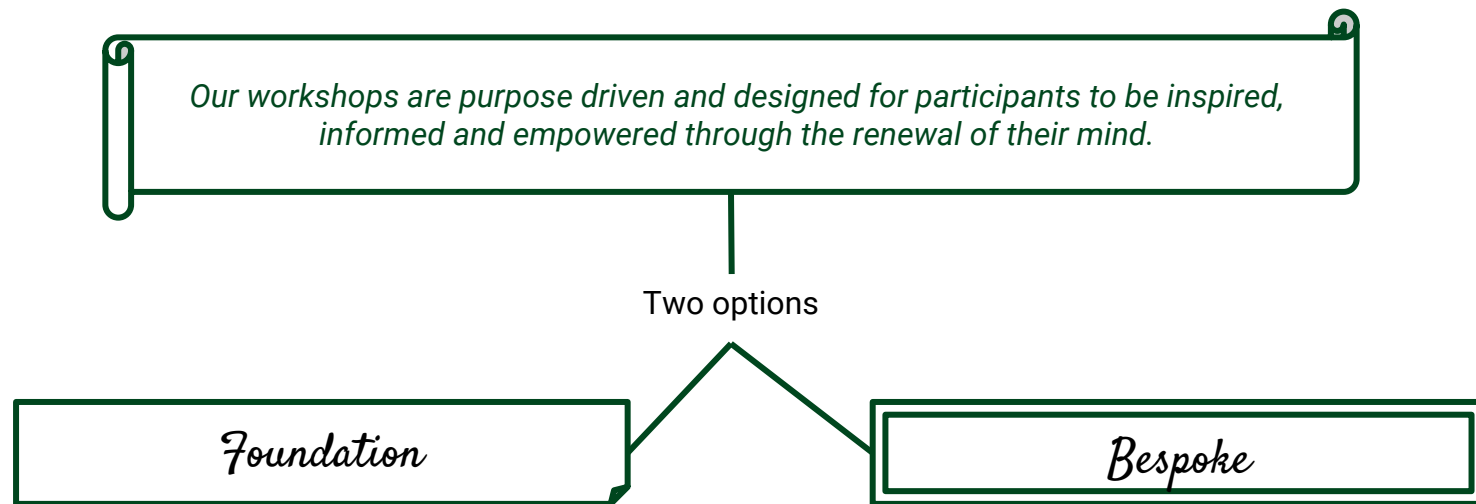 Our workshops are purpose driven and designed for participants to be inspired,
informed and empowered through the renewal of their mind.
Two options
Foundation
Bespoke